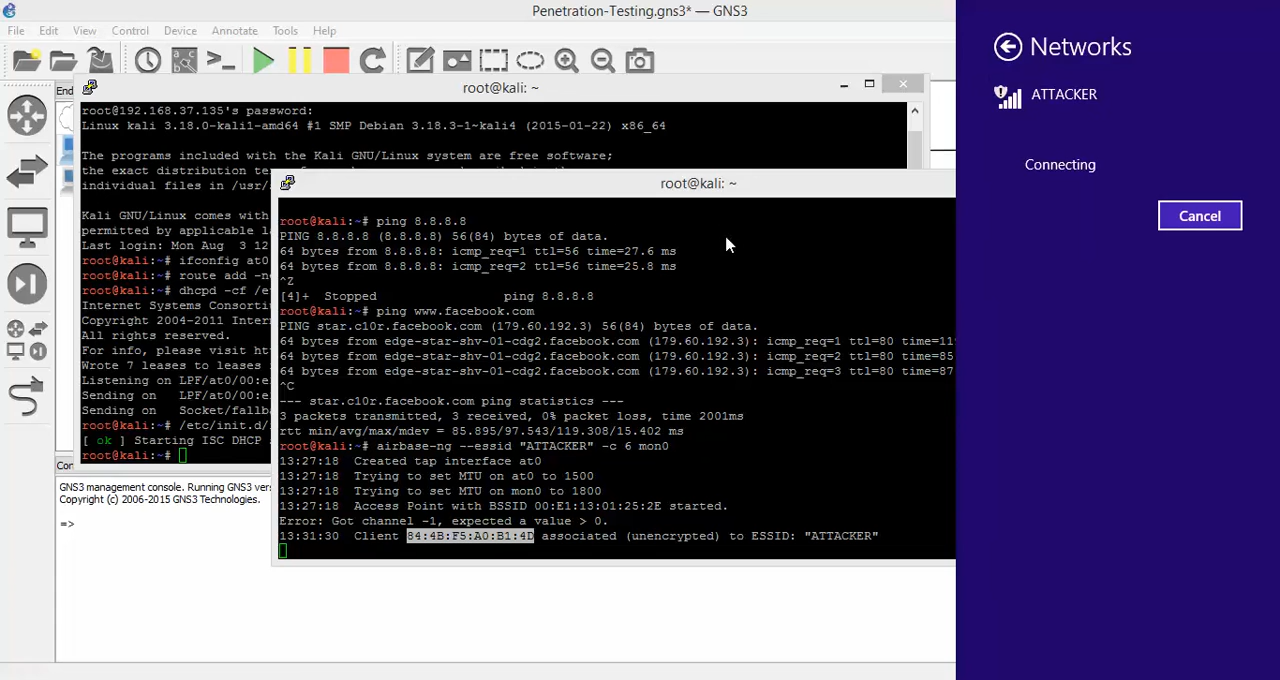 Penetration-Testing.gns3* — GNS3
File Edit View Control Device Annotate Tools Help
root@kali: ~
root@192.168.37.135's password:
Linux kali 3.18.0-kali1-amd64 #1 SMP Debian 3.18.3-1~kali4 (2015-01-22) x86_64
The programs included with the Kali GNU/Linux system are free software;
the exact distribution
individual files in /usr/
Kali GNU/Linux comes with
permitted by applicable
Last login: Mon Aug 3 12
root@kali:~# ifconfig at0
root@kali:~# route add -n
root@kali:~# dhcpd -cf /e
Internet Systems Consorti
Copyright 2004-2011 Inter
All rights reserved.
For info, please visit ht
Wrote 7 leases to leases
Listening on LPF/at0/00:e
Sending on LPF/at0/00:e
Sending on Socket/fallba
root@kali:~# /etc/init.d/
[ ok ] Starting ISC DHCP
root@kali:~#
root@kali: ~
root@kali:~# ping 8.8.8.8
PING 8.8.8.8 (8.8.8.8) 56(84) bytes of data.
64 bytes from 8.8.8.8: icmp_req=1 ttl=56 time=27.6 ms
64 bytes from 8.8.8.8: icmp_req=2 ttl=56 time=25.8 ms
^Z
[4]+ Stopped ping 8.8.8.8
root@kali:~# ping www.facebook.com
PING star.c10r.facebook.com (179.60.192.3) 56(84) bytes of data.
64 bytes from edge-star-shv-01-cdg2.facebook.com (179.60.192.3): icmp_req=1 ttl=80 time=11
64 bytes from edge-star-shv-01-cdg2.facebook.com (179.60.192.3): icmp_req=2 ttl=80 time=85
64 bytes from edge-star-shv-01-cdg2.facebook.com (179.60.192.3): icmp_req=3 ttl=80 time=87
^C
--- star.c10r.facebook.com ping statistics ---
3 packets transmitted, 3 received, 0% packet loss, time 2001ms
rtt min/avg/max/mdev = 85.895/97.543/119.308/15.402 ms
root@kali:~# airbase-ng --essid "ATTACKER" -c 6 mon0
13:27:18 Created tap interface at0
13:27:18 Trying to set MTU on at0 to 1500
13:27:18 Trying to set MTU on mon0 to 1800
13:27:18 Access Point with BSSID 00:E1:13:01:25:2E started.
Error: Got channel -1, expected a value > 0.
13:31:30 Client 84:4B:F5:A0:B1:4D associated (unencrypted) to ESSID: "ATTACKER"
End
Con
GNS3 management console. Running GNS3 vers
Copyright (c) 2006-2015 GNS3 Technologies.
=>
Networks
ATTACKER
Connecting
Cancel